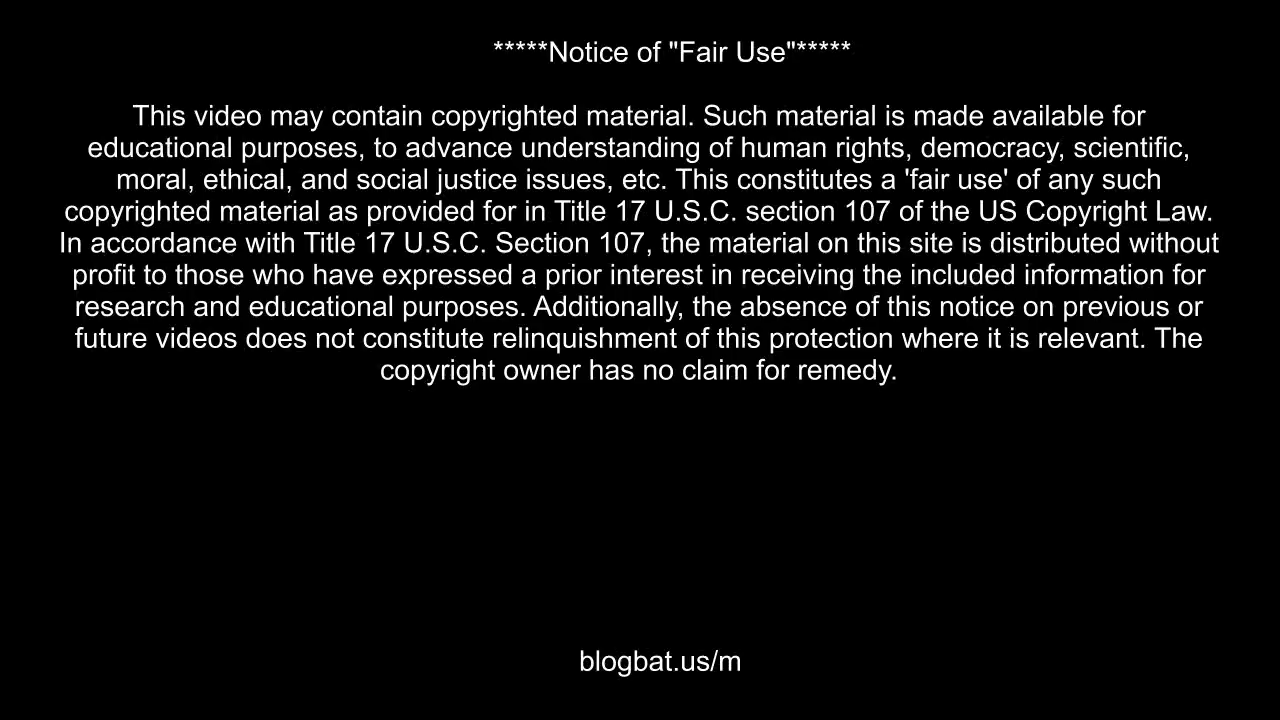 *****Notice of "Fair Use"*****
This video may contain copyrighted material. Such material is made available for
educational purposes, to advance understanding of human rights, democracy, scientific,
moral, ethical, and social justice issues, etc. This constitutes a 'fair use' of any such
copyrighted material as provided for in Title 17 U.S.C. section 107 of the US Copyright Law.
In accordance with Title 17 U.S.C. Section 107, the material on this site is distributed without
profit to those who have expressed a prior interest in receiving the included information for
research and educational purposes. Additionally, the absence of this notice on previous or
future videos does not constitute relinquishment of this protection where it is relevant. The
copyright owner has no claim for remedy.
blogbat.us/m